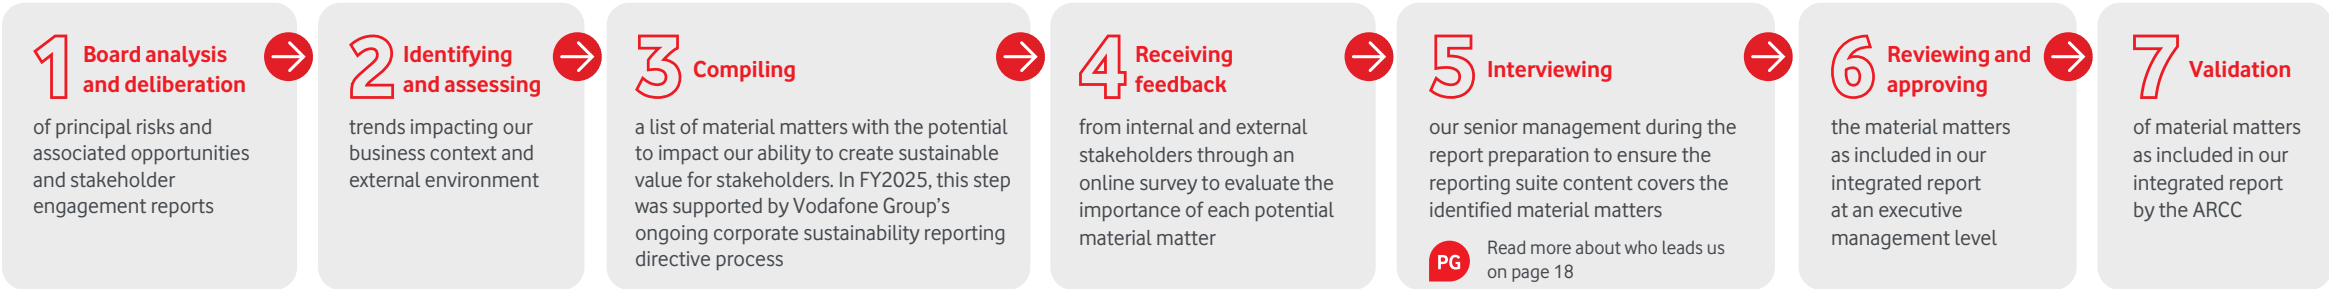 1 Board analysis
and deliberation
of principal risks and
associated opportunities
and stakeholder
engagement reports
2 Identifying
and assessing
trends impacting our
business context and
external environment
3 Compiling
a list of material matters with the potential
to impact our ability to create sustainable
value for stakeholders. In FY2025, this step
was supported by Vodafone Group’s
ongoing corporate sustainability reporting
directive process
4 Receiving
feedback
from internal and external
stakeholders through an
online survey to evaluate the
importance of each potential
material matter
5 Interviewing
our senior management during the
report preparation to ensure the
reporting suite content covers the
identified material matters
PG Read more about who leads us
on page 18
6 Reviewing and
approving
the material matters
as included in our
integrated report
at an executive
management level
7 Validation
of material matters
as included in our
integrated report
by the ARCC